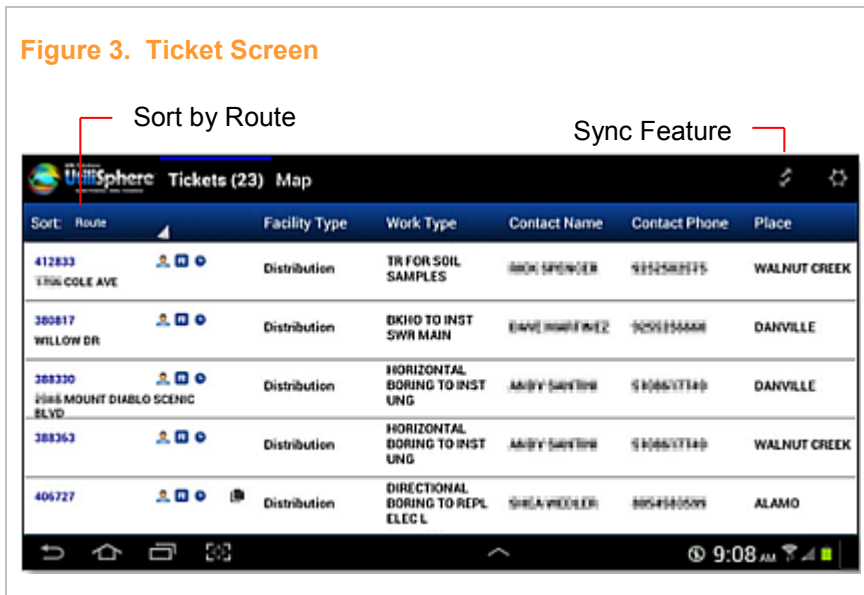 Figure 3. Ticket Screen
Sort by Route
Sync Feature
UtiliSphere Tickets (23) Map
Sort: Route Facility Type Work Type Contact Name Contact Phone Place
412833 Distribution TR FOR SOIL SAMPLES WALNUT CREEK
COLE AVE
380817 Distribution BKHO TO INST SWR MAIN DANVILLE
WILLOW DR
388330 Distribution HORIZONTAL BORING TO INST UNG DANVILLE
MOUNT DIABLO SCENIC
BLVD
388363 Distribution HORIZONTAL BORING TO INST UNG WALNUT CREEK
406727 Distribution DIRECTIONAL BORING TO REPL ELEC L ALAMO
9:08 AM